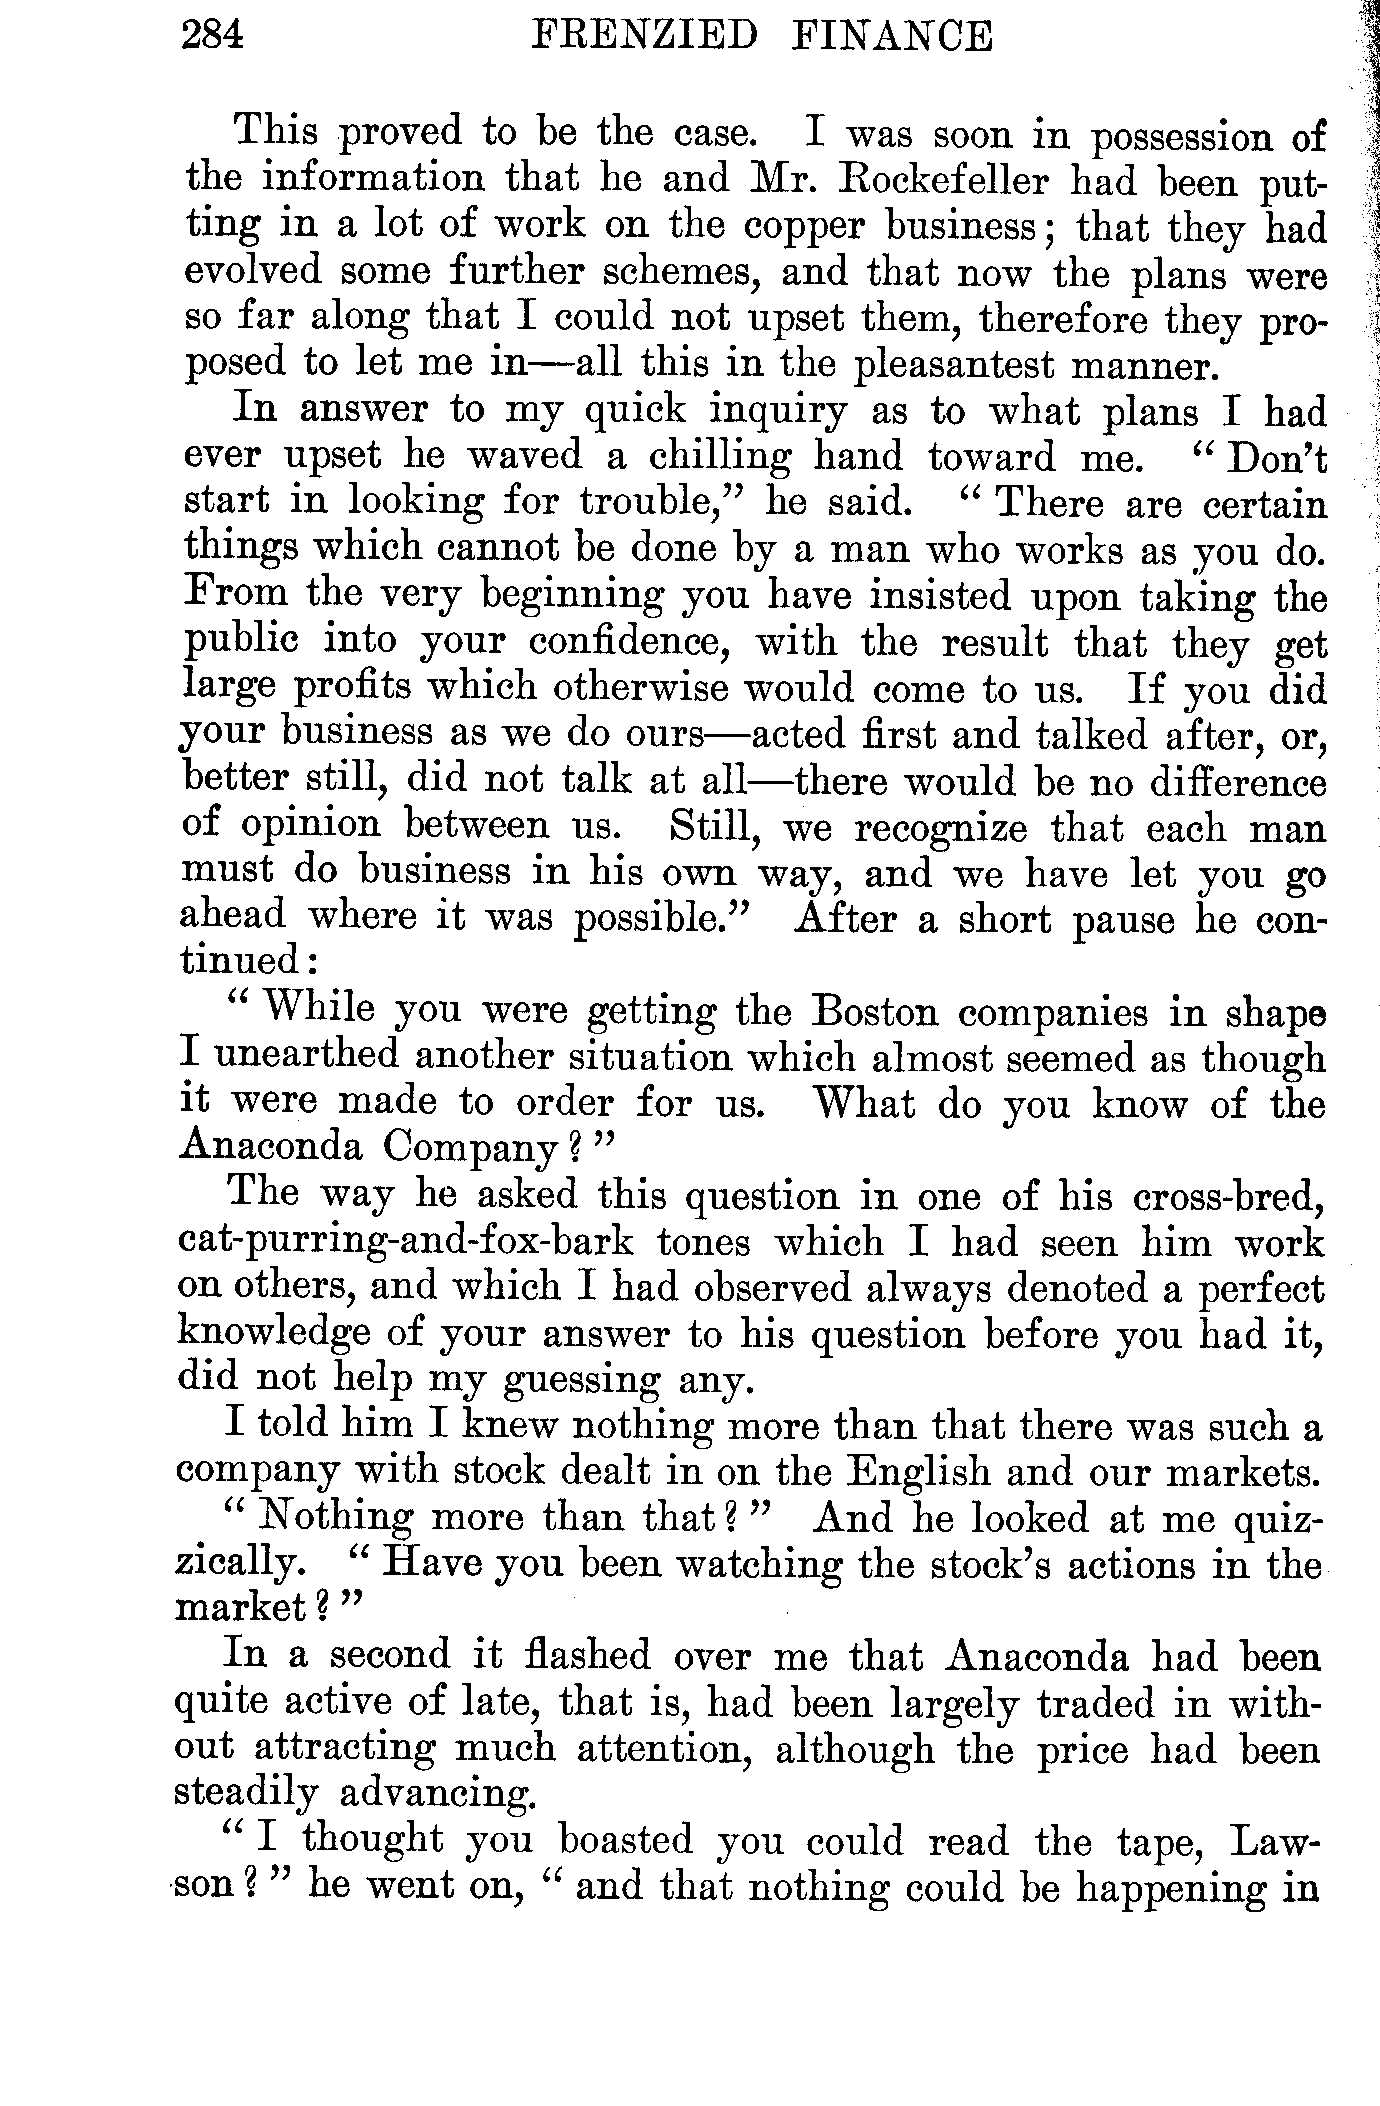 284 FRENZIED FINANCE
This proved to be the case. I was soon in possession of
the information that he and Mr. Rockefeller had been put-
ting in a lot of work on the copper business; that they had
evolved some further schemes, and that now the plans were
so far along that I could not upset them, therefore they pro-
posed to let me in—all this in the pleasantest manner.
In answer to my quick inquiry as to what plans I had
ever upset he waved a chilling hand toward me. “ Don’t
start in looking for trouble,” he said. “ There are certain
things which cannot be done by a man who works as you do.
From the very beginning you have insisted upon taking the
public into your confidence, with the result that they get
large profits which otherwise would come to us. If you did
your business as we do ours—acted first and talked after, or,
better still, did not talk at all—there would be no difference
of opinion between us. Still, we recognize that each man
must do business in his own way, and we have let you go
ahead where it was possible.” After a short pause he con-
tinued:
“ While you were getting the Boston companies in shape
I unearthed another situation which almost seemed as though
it were made to order for us. What do you know of the
Anaconda Company? ”
The way he asked this question in one of his cross-bred,
cat-purring-and-fox-bark tones which I had seen him work
on others, and which I had observed always denoted a perfect
knowledge of your answer to his question before you had it,
did not help my guessing any.
I told him I knew nothing more than that there was such a
company with stock dealt in on the English and our markets.
“ Nothing more than that? ” And he looked at me quiz-
zically. “ Have you been watching the stock’s actions in the
market? ”
In a second it flashed over me that Anaconda had been
quite active of late, that is, had been largely traded in with-
out attracting much attention, although the price had been
steadily advancing.
“ I thought you boasted you could read the tape, Law-
son? ” he went on, “ and that nothing could be happening in